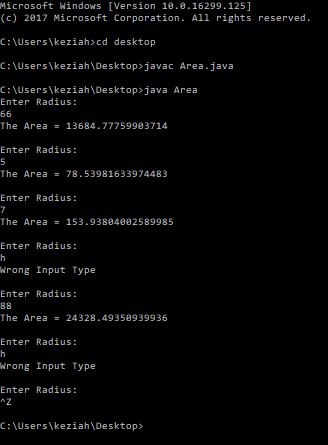 Microsoft Windows [Version 10.0.16299.125]
(c) 2017 Microsoft Corporation. All rights reserved.
C:\Users\keziah>cd desktop
C:\Users\keziah\Desktop>javac Area.java
C:\Users\keziah\Desktop>java Area
Enter Radius:
66
The Area = 13684.77759903714
Enter Radius:
5
The Area = 78.53981633974483
Enter Radius:
7
The Area = 153.93804002589985
Enter Radius:
h
Wrong Input Type
Enter Radius:
88
The Area = 24328.49350939936
Enter Radius:
h
Wrong Input Type
Enter Radius:
^Z
C:\Users\keziah\Desktop>